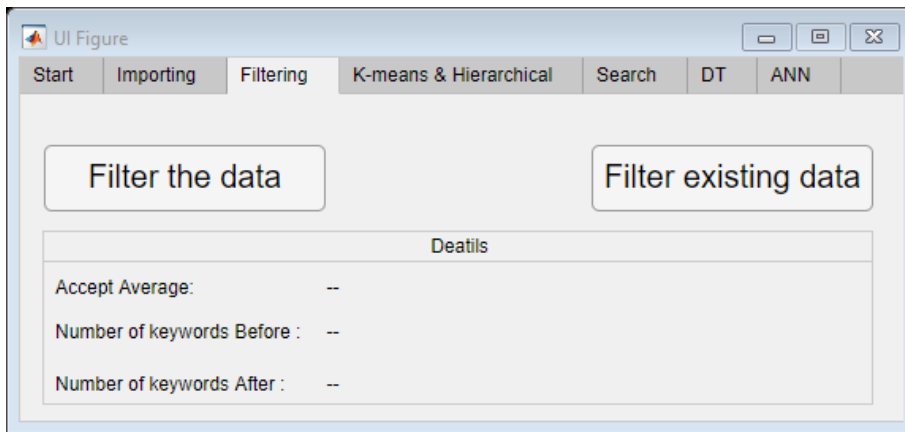 UI Figure
Start Importing Filtering K-means & Hierarchical Search DT ANN
Filter the data Filter existing data
Deatils
Accept Average: --
Number of keywords Before : --
Number of keywords After : --